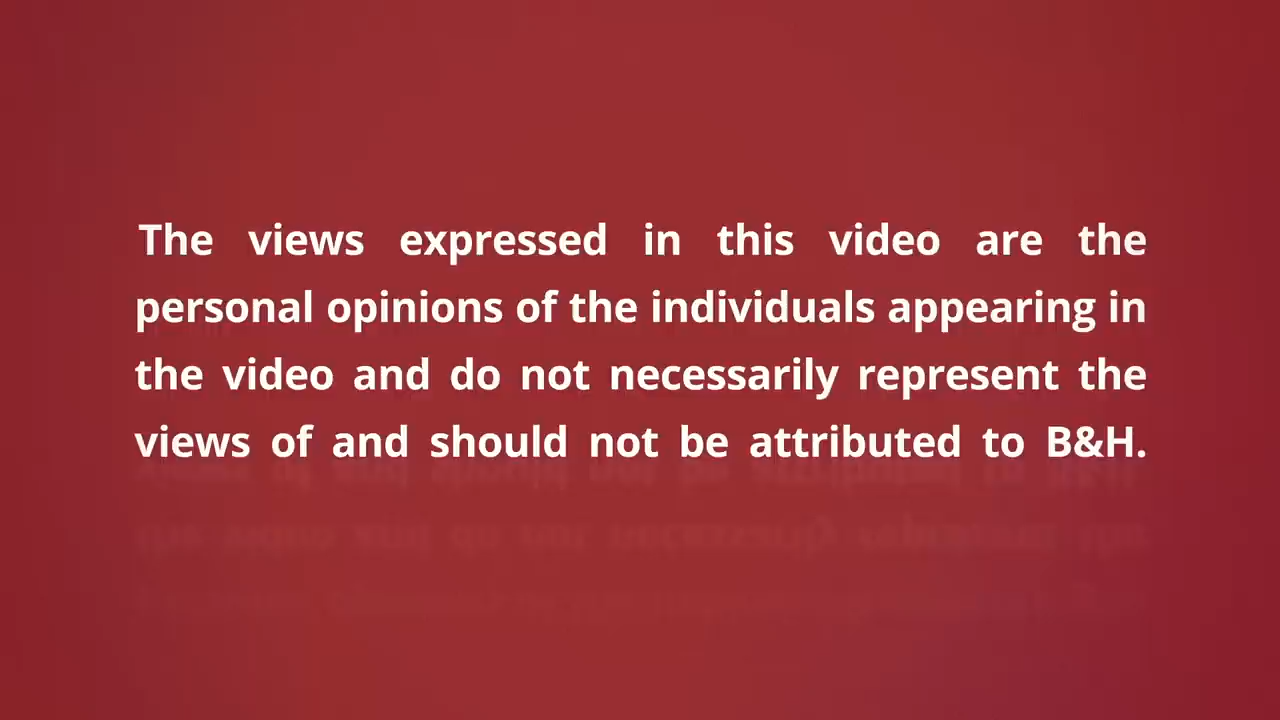 The views expressed in this video are the
personal opinions of the individuals appearing in
the video and do not necessarily represent the
views of and should not be attributed to B&H.